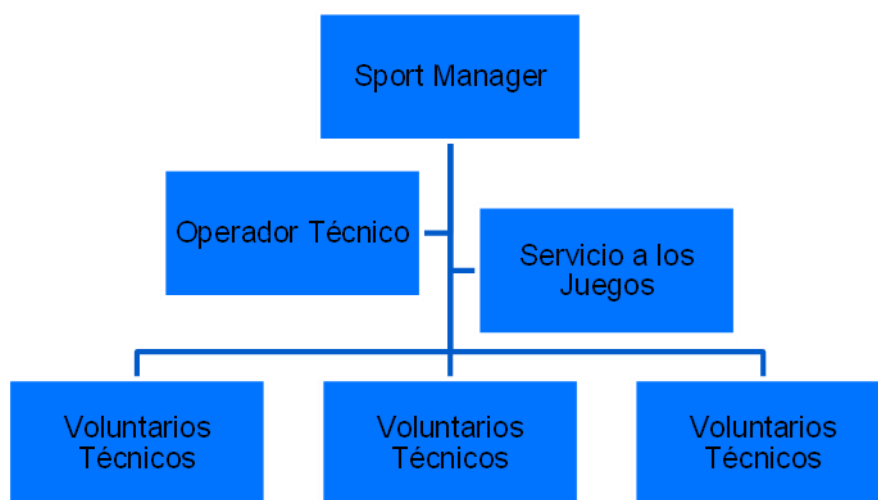 Sport Manager
Operador Técnico
Servicio a los
Juegos
Voluntarios
Técnicos
Voluntarios
Técnicos
Voluntarios
Técnicos